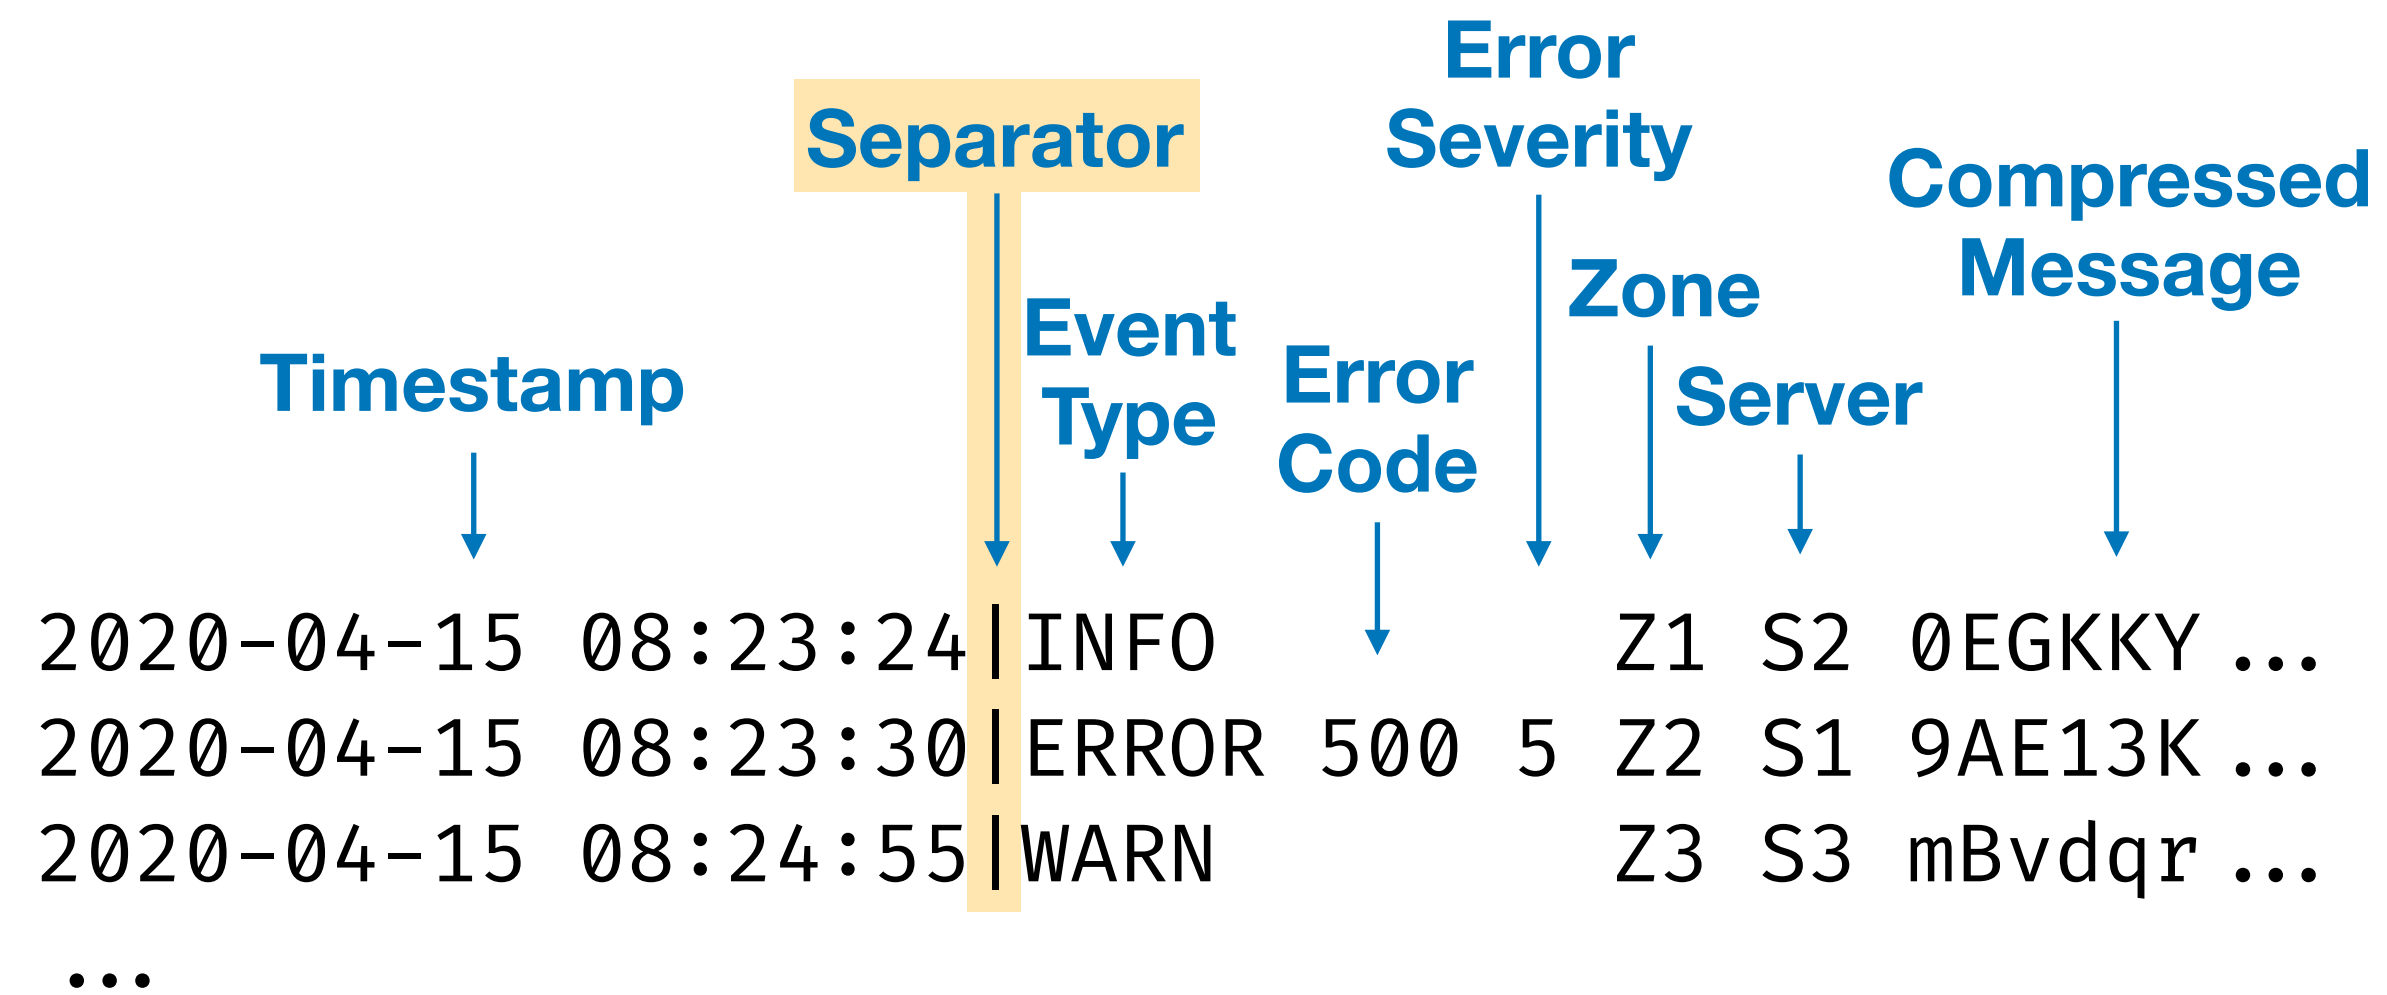 Error
Severity
Separator
Compressed
Message
Zone
Event
Type
Timestamp
Error
Code
Server
2020-04-15 08:23:24|INFO Z1 S2 0EGKKY...
2020-04-15 08:23:30|ERROR 500 5 Z2 S1 9AE13K...
2020-04-15 08:24:55|WARN Z3 S3 mBvdqr...
...